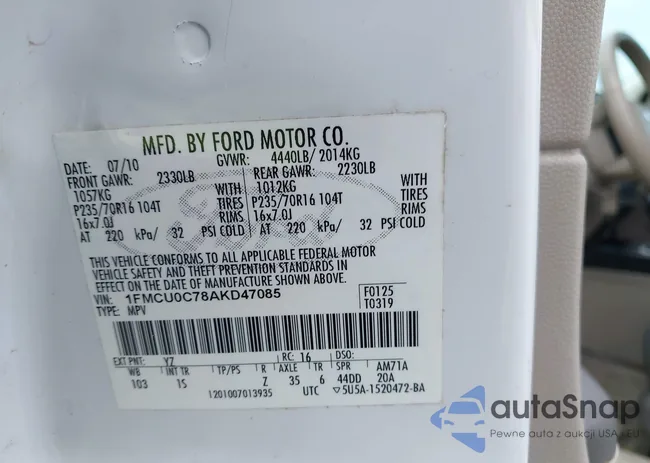 MFD. BY FORD MOTOR CO.
DATE: 07/10 GVWR: 4440LB/ 2014KG
FRONT GAWR: 2330LB REAR GAWR: 2230LB
1057KG WITH 1012KG WITH
P235/70R16 104T TIRES P235/70R16 104T TIRES
16x7.0J RIMS 16x7.0J RIMS
AT 220 kPa/ 32 PSI COLD AT 220 kPa/ 32 PSI COLD
THIS VEHICLE CONFORMS TO ALL APPLICABLE FEDERAL MOTOR
VEHICLE SAFETY AND THEFT PREVENTION STANDARDS IN
EFFECT ON THE DATE OF MANUFACTURE SHOWN ABOVE.
VIN: 1FMCU0C78AKD47085 F0125
TYPE: MPV T0319
EXT PNT: YZ RC: 16 DSO:
WB INT TR TP/PS R AXLE TR SPR AM71A
103 1S Z 35 6 44DD 20A
1201007013935 UTC ▽5U5A-1520472-BA
Ford
autaSnap
Pewne auta z aukcji USA i EU